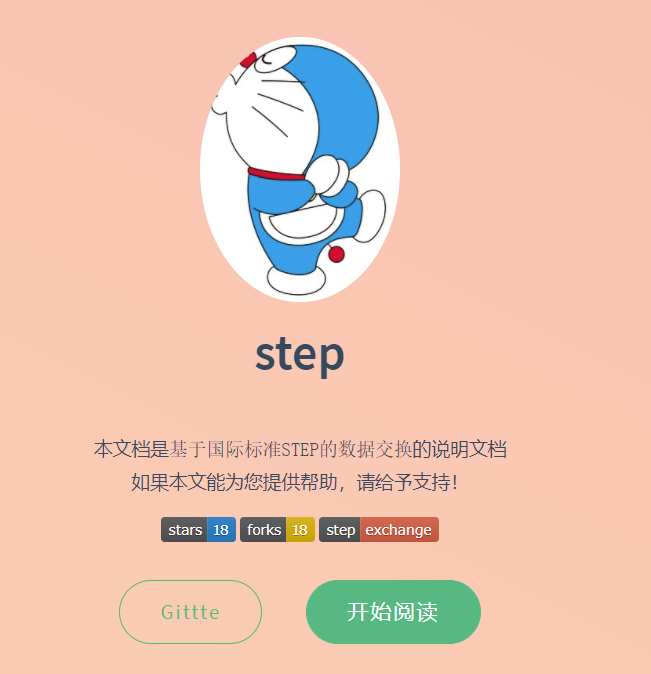 step
本文档是基于国际标准STEP的数据交换的说明文档
如果本文能为您提供帮助，请给予支持！
stars 18 forks 18 step exchange
Gittte 开始阅读